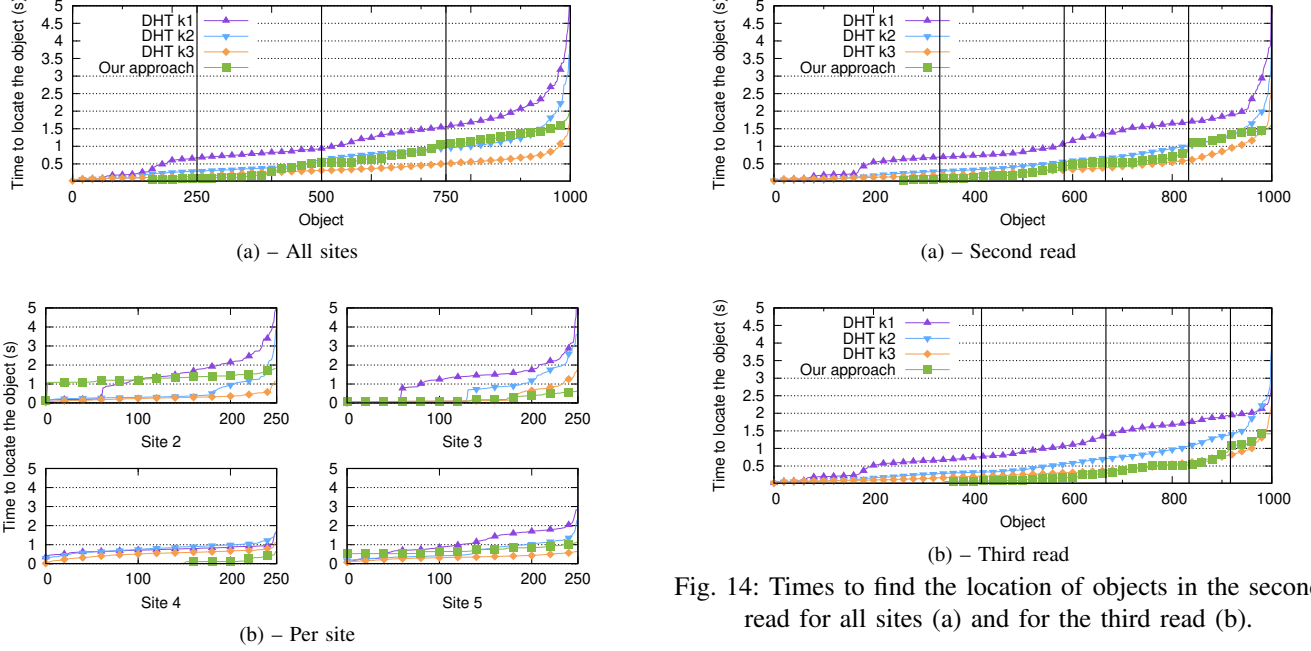 Time to locate the object (s)
5
4.5
4
3.5
3
2.5
2
1.5
1
0.5
DHT k1
DHT k2
DHT k3
Our approach
0 250 500 750 1000
Object
(a) – All sites
5
4
3
2
1
0
0 100 200 250
Site 2
5
4
3
2
1
0
0 100 200 250
Site 3
Time to locate the object (s)
5
4
3
2
1
0
0 100 200 250
Site 4
5
4
3
2
1
0
0 100 200 250
Site 5
(b) – Per site
Time to locate the object (s)
5
4.5
4
3.5
3
2.5
2
1.5
1
0.5
DHT k1
DHT k2
DHT k3
Our approach
0 200 400 600 800 1000
Object
(a) – Second read
Time to locate the object (s)
5
4.5
4
3.5
3
2.5
2
1.5
1
0.5
DHT k1
DHT k2
DHT k3
Our approach
0 200 400 600 800 1000
Object
(b) – Third read
Fig. 14: Times to find the location of objects in the second
read for all sites (a) and for the third read (b).